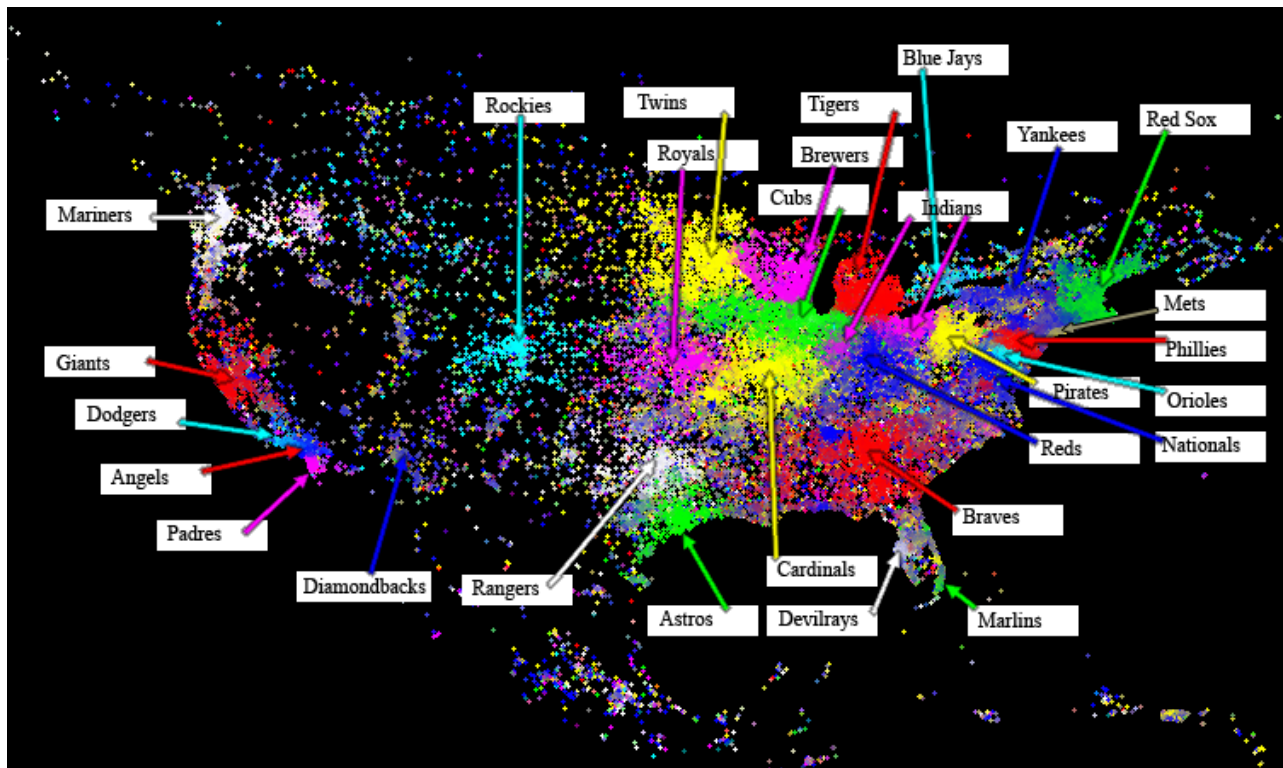 Blue Jays
Rockies
Twins
Tigers
Red Sox
Yankees
Royals
Brewers
Cubs
Indians
Mariners
Mets
Phillies
Giants
Pirates
Orioles
Dodgers
Reds
Nationals
Angels
Braves
Padres
Diamondbacks
Rangers
Cardinals
Astros
Devilrays
Marlins